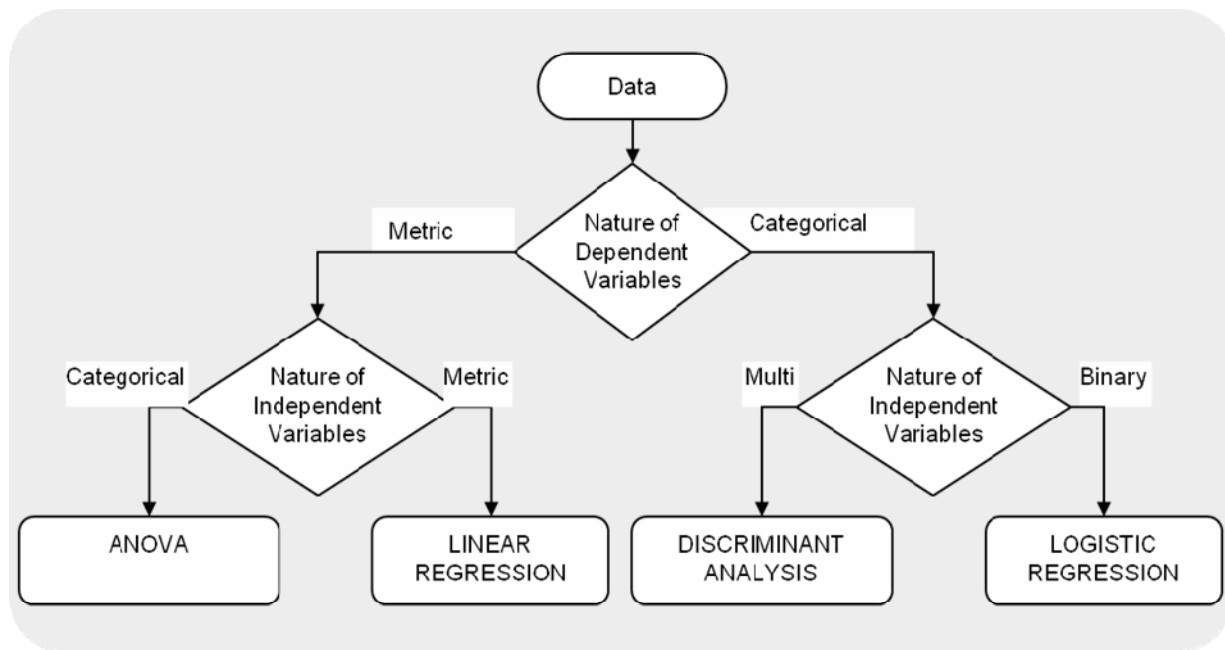 Data
Metric
Nature of
Dependent
Variables
Categorical
Categorical
Nature of
Independent
Variables
Metric
Multi
Nature of
Independent
Variables
Binary
ANOVA
LINEAR
REGRESSION
DISCRIMINANT
ANALYSIS
LOGISTIC
REGRESSION